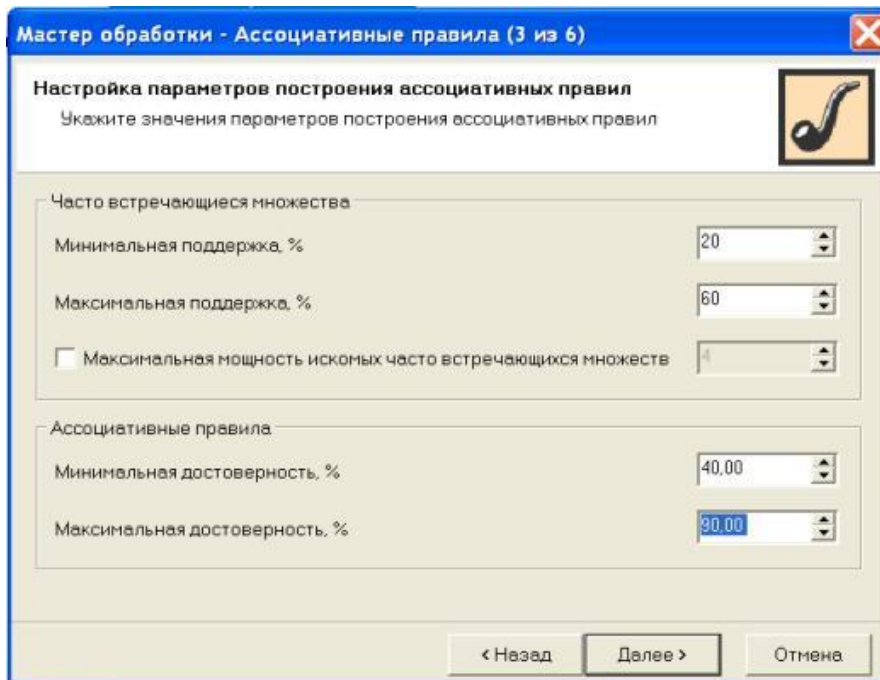 Мастер обработки - Ассоциативные правила (3 из 6)
Настройка параметров построения ассоциативных правил
Укажите значения параметров построения ассоциативных правил
Часто встречающиеся множества
Минимальная поддержка, % 20
Максимальная поддержка, % 60
Максимальная мощность искомых часто встречающихся множеств 4
Ассоциативные правила
Минимальная достоверность, % 40,00
Максимальная достоверность, % 90,00
< Назад Далее > Отмена